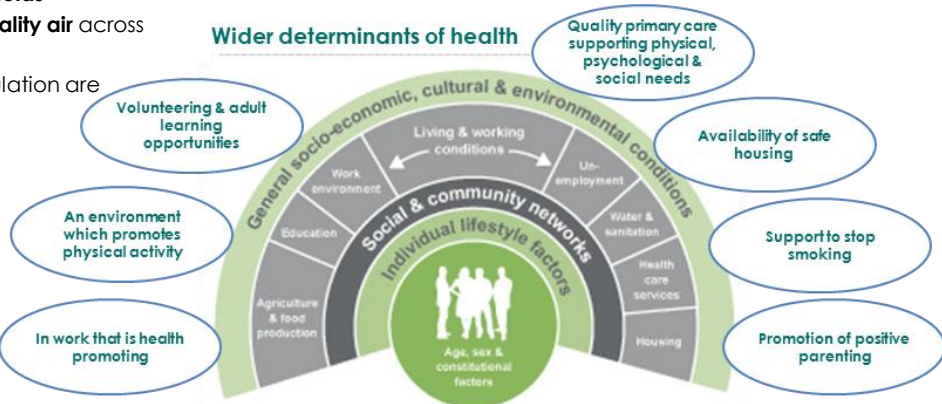 ality air across
ulation are
Wider determinants of health
Quality primary care
supporting physical,
psychological &
social needs
Volunteering & adult
learning
opportunities
Availability of safe
housing
An environment
which promotes
physical activity
Support to stop
smoking
In work that is health
promoting
Promotion of positive
parenting
General socio-economic, cultural & environmental conditions
Agriculture
& food
production
Education
Work
environment
Living & working
conditions
Un-
employment
Water &
sanitation
Health
care
services
Housing
Social & community networks
Individual lifestyle factors
Age, sex &
constitutional
factors